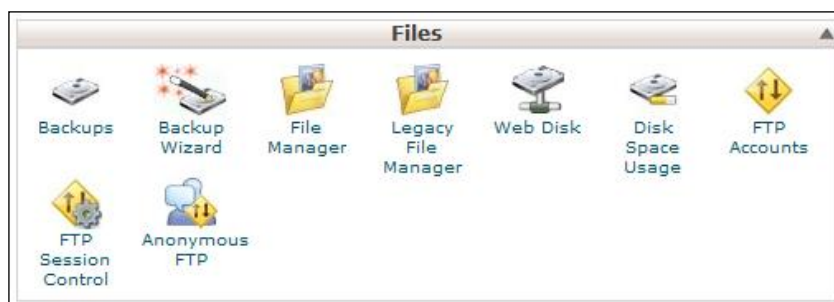 Files
Backups
Backup
Wizard
File
Manager
Legacy
File
Manager
Web Disk
Disk
Space
Usage
FTP
Accounts
FTP
Session
Control
Anonymous
FTP